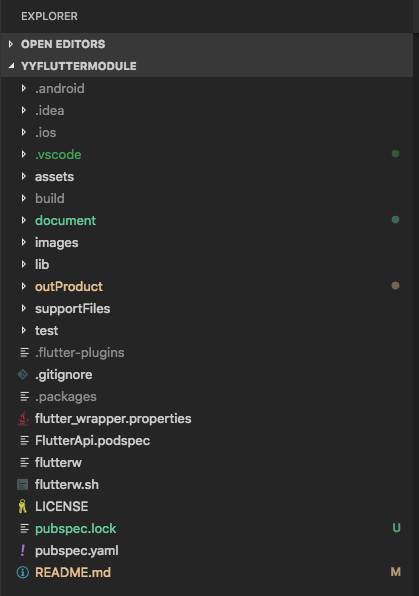 EXPLORER
OPEN EDITORS
YYFLUTTERMODULE
.android
.idea
.ios
.vscode
assets
build
document
images
lib
outProduct
supportFiles
test
.flutter-plugins
.gitignore
.packages
flutter_wrapper.properties
FlutterApi.podspec
flutterw
flutterw.sh
LICENSE
pubspec.lock U
! pubspec.yaml
README.md M